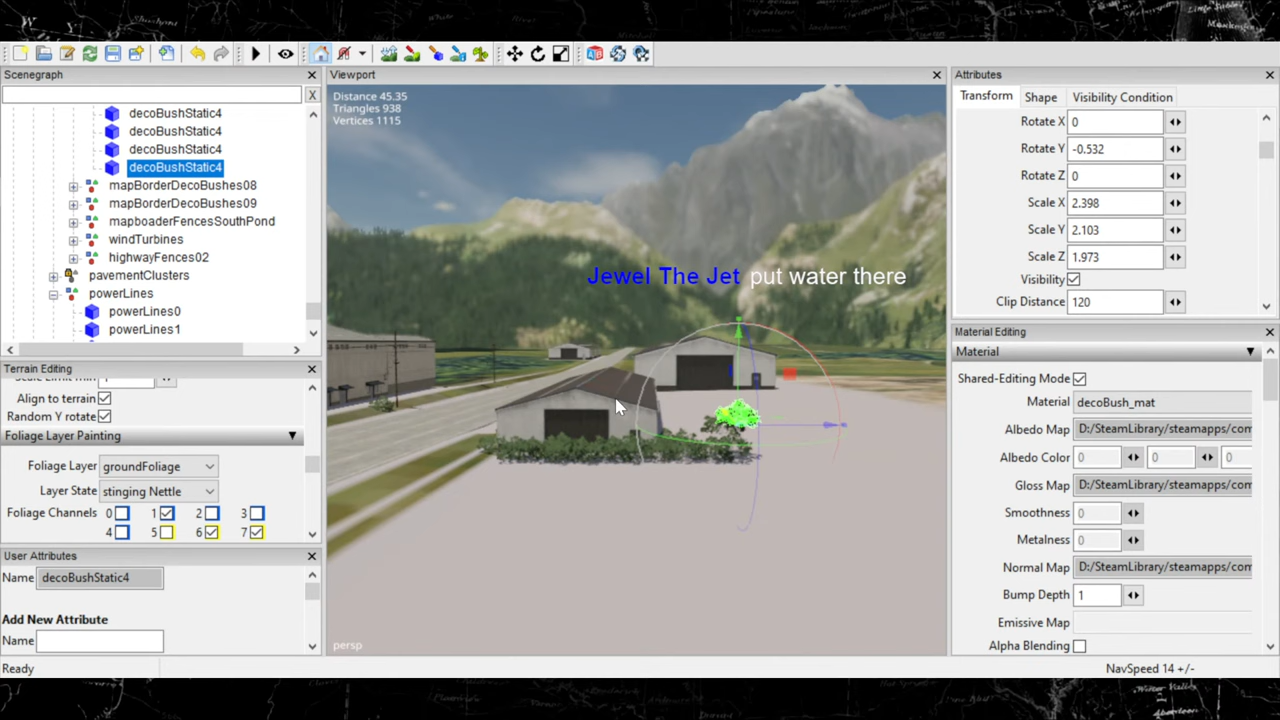 Scenegraph
X
decoBushStatic4
decoBushStatic4
decoBushStatic4
decoBushStatic4
mapBorderDecoBushes08
mapBorderDecoBushes09
mapboaderFencesSouthPond
windTurbines
highwayFences02
pavementClusters
powerLines
powerLines0
powerLines1
Terrain Editing
Align to terrain
Random Y rotate
Foliage Layer Painting
Foliage Layer groundFoliage
Layer State stinging Nettle
Foliage Channels 0 1 2 3
4 5 6 7
User Attributes
Name decoBushStatic4
Add New Attribute
Name
Ready
Viewport
Distance 45.35
Triangles 938
Vertices 1115
Jewel The Jet put water there
persp
Attributes
Transform Shape Visibility Condition
Rotate X 0
Rotate Y -0.532
Rotate Z 0
Scale X 2.398
Scale Y 2.103
Scale Z 1.973
Visibility
Clip Distance 120
Material Editing
Material
Shared-Editing Mode
Material decoBush_mat
Albedo Map D:/SteamLibrary/steamapps/com
Albedo Color 0 0 0
Gloss Map D:/SteamLibrary/steamapps/com
Smoothness 0
Metalness 0
Normal Map D:/SteamLibrary/steamapps/com
Bump Depth 1
Emissive Map
Alpha Blending
NavSpeed 14 +/-